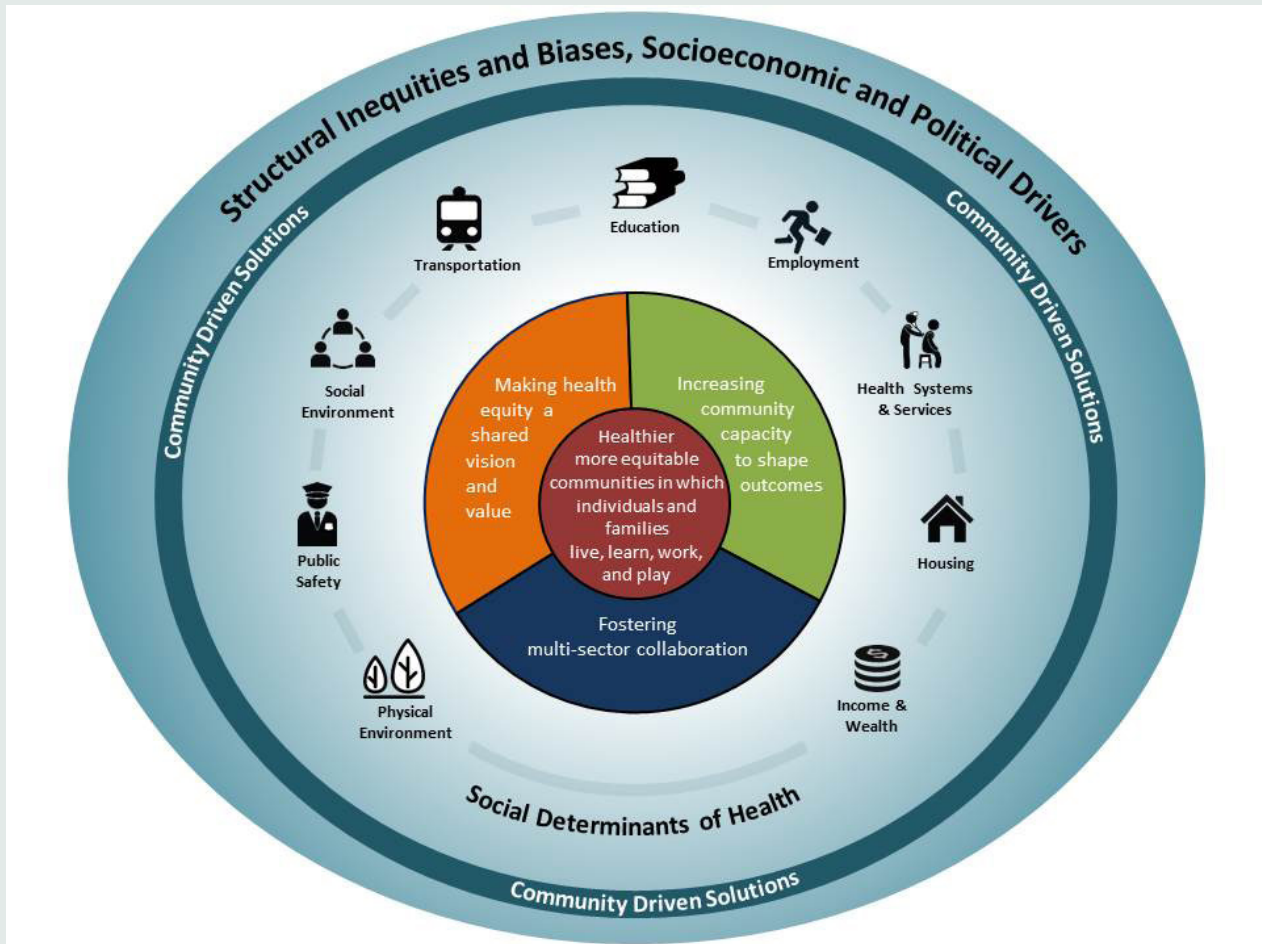 Structural Inequities and Biases, Socioeconomic and Political Drivers
Community Driven Solutions
Community Driven Solutions
Education
Transportation
Employment
Social
Environment
Health Systems
& Services
Public
Safety
Housing
Physical
Environment
Income &
Wealth
Making health
equity a
shared
vision
and
value
Increasing
community
capacity
to shape
outcomes
Healthier
more equitable
communities in which
individuals and
families
live, learn, work,
and play
Fostering
multi-sector collaboration
Social Determinants of Health
Community Driven Solutions